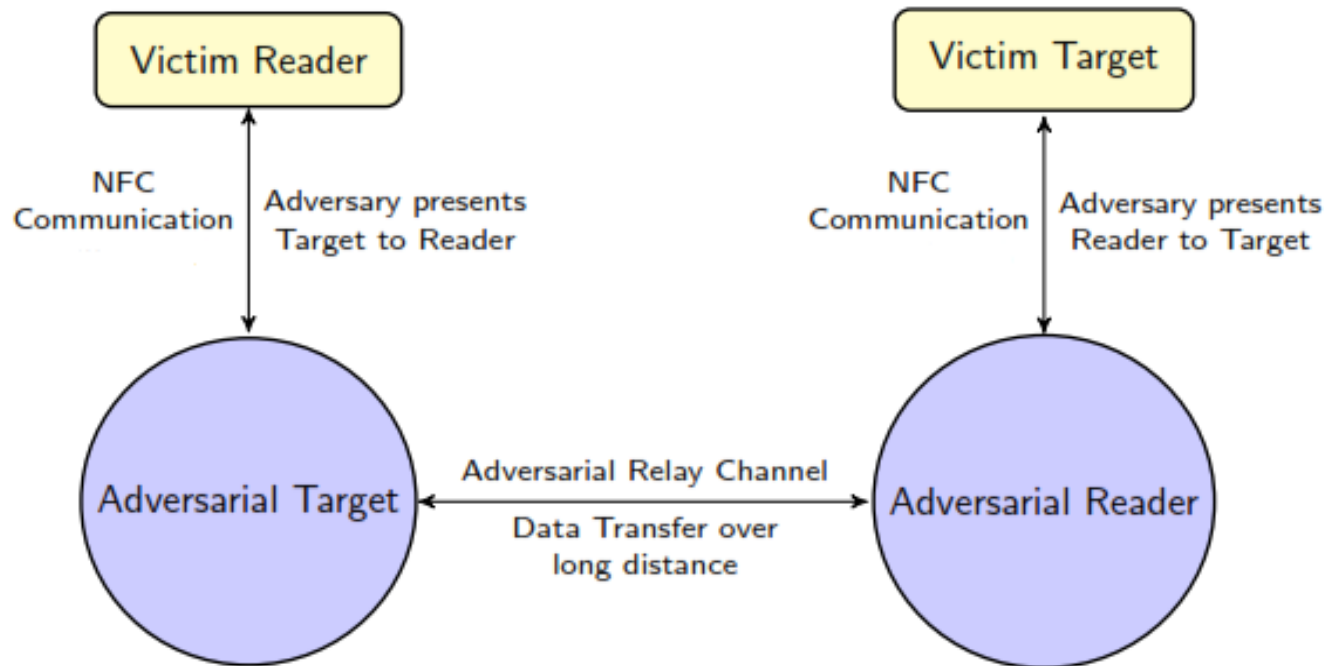 Victim Reader
Victim Target
NFC
Communication
Adversary presents
Target to Reader
NFC
Communication
Adversary presents
Reader to Target
Adversarial Target
Adversarial Relay Channel
Data Transfer over
long distance
Adversarial Reader